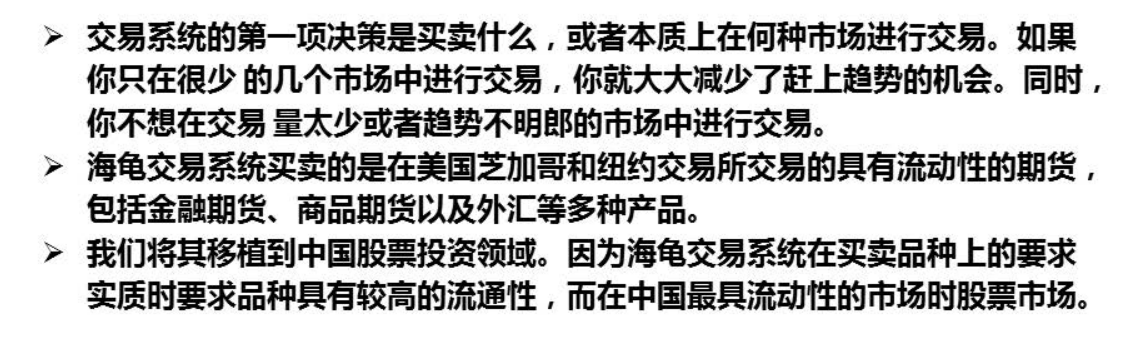 ➢ 交易系统的第一项决策是买卖什么，或者本质上在何种市场进行交易。如果
你只在很少 的几个市场中进行交易，你就大大减少了赶上趋势的机会。同时，
你不想在交易 量太少或者趋势不明郎的市场中进行交易。
➢ 海龟交易系统买卖的是在美国芝加哥和纽约交易所交易的具有流动性的期货，
包括金融期货、商品期货以及外汇等多种产品。
➢ 我们将其移植到中国股票投资领域。因为海龟交易系统在买卖品种上的要求
实质时要求品种具有较高的流通性，而在中国最具流动性的市场时股票市场。